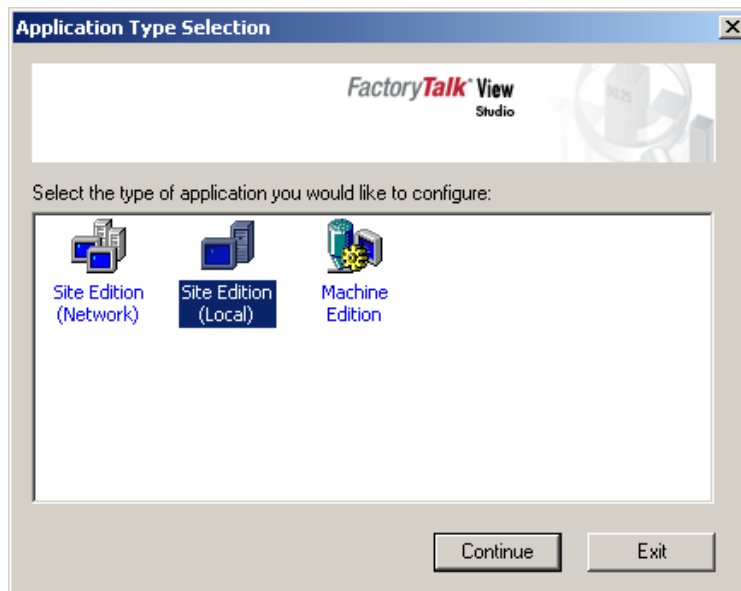 Application Type Selection
FactoryTalk View
Studio
Select the type of application you would like to configure:
Site Edition
(Network)
Site Edition
(Local)
Machine
Edition
Continue
Exit